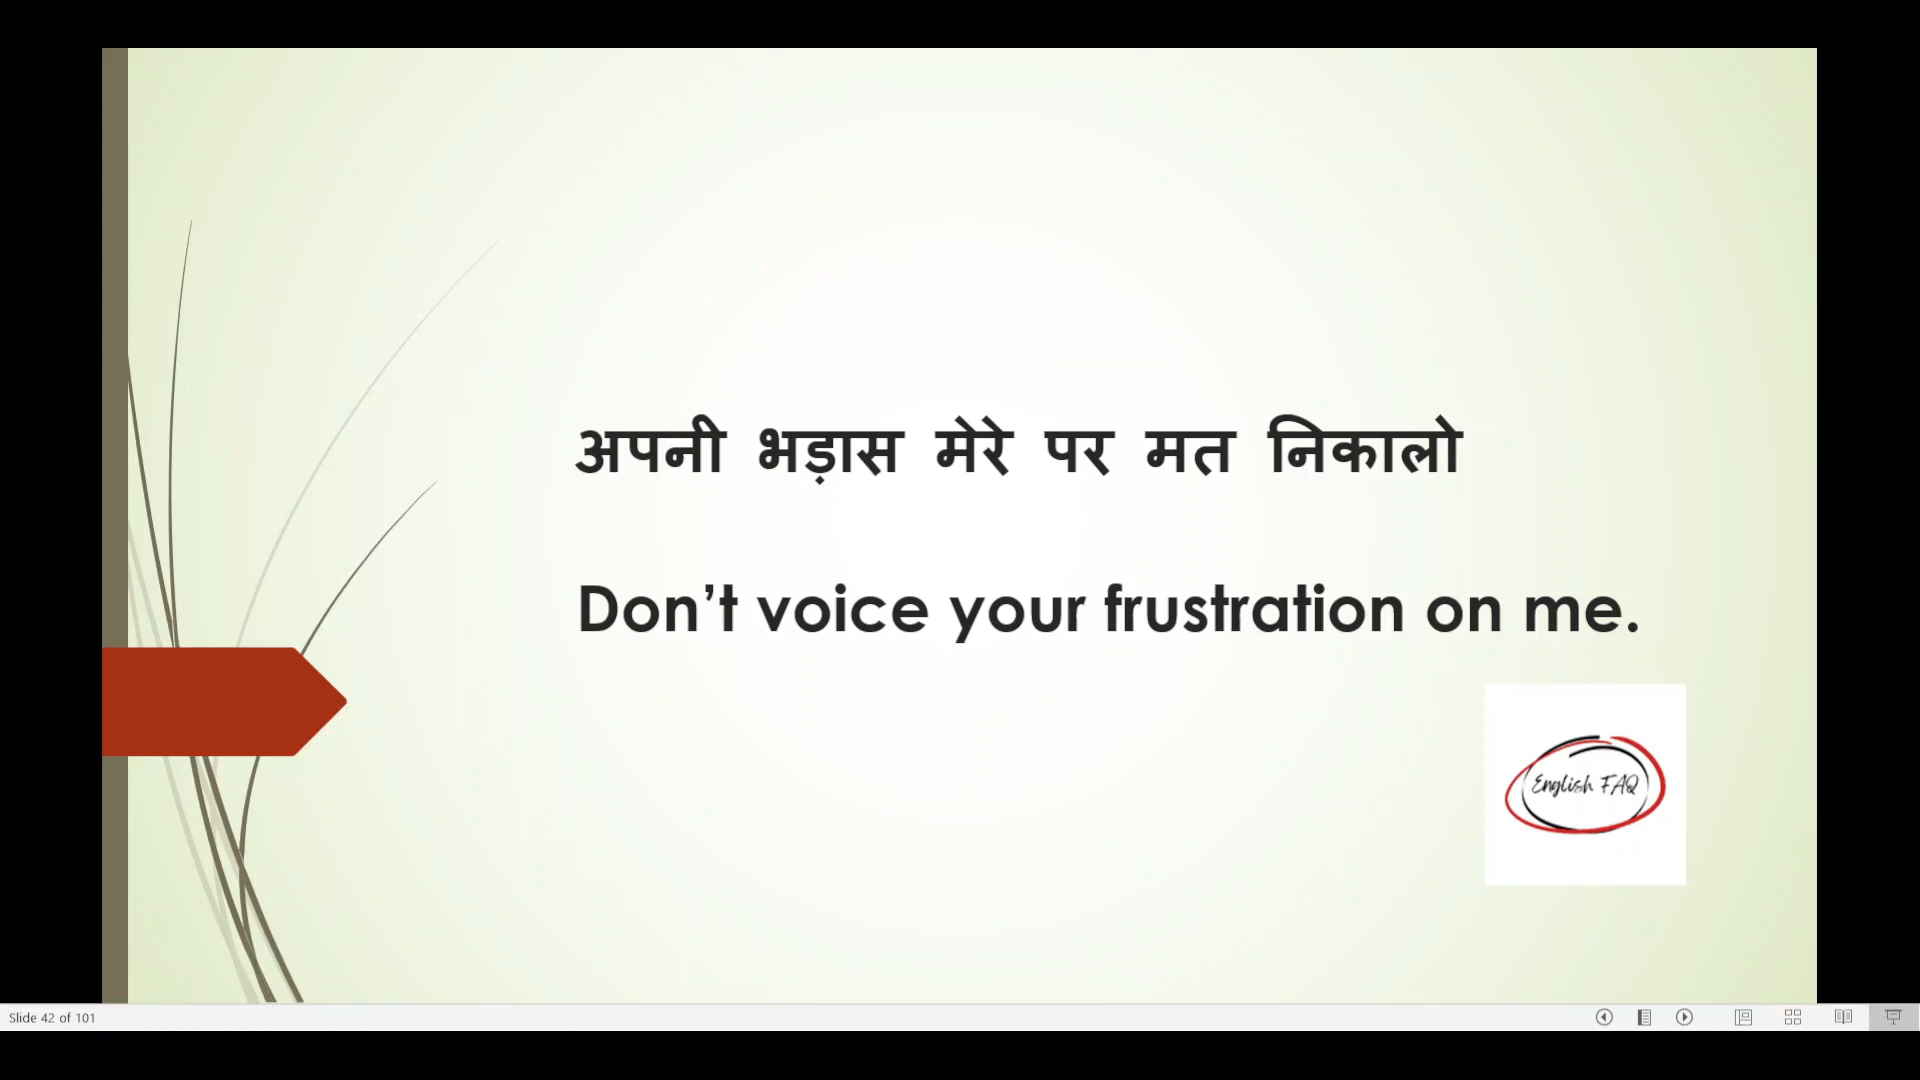 अपनी भड़ास मेरे पर मत निकालो
Don’t voice your frustration on me.
English FAQ
Slide 42 of 101